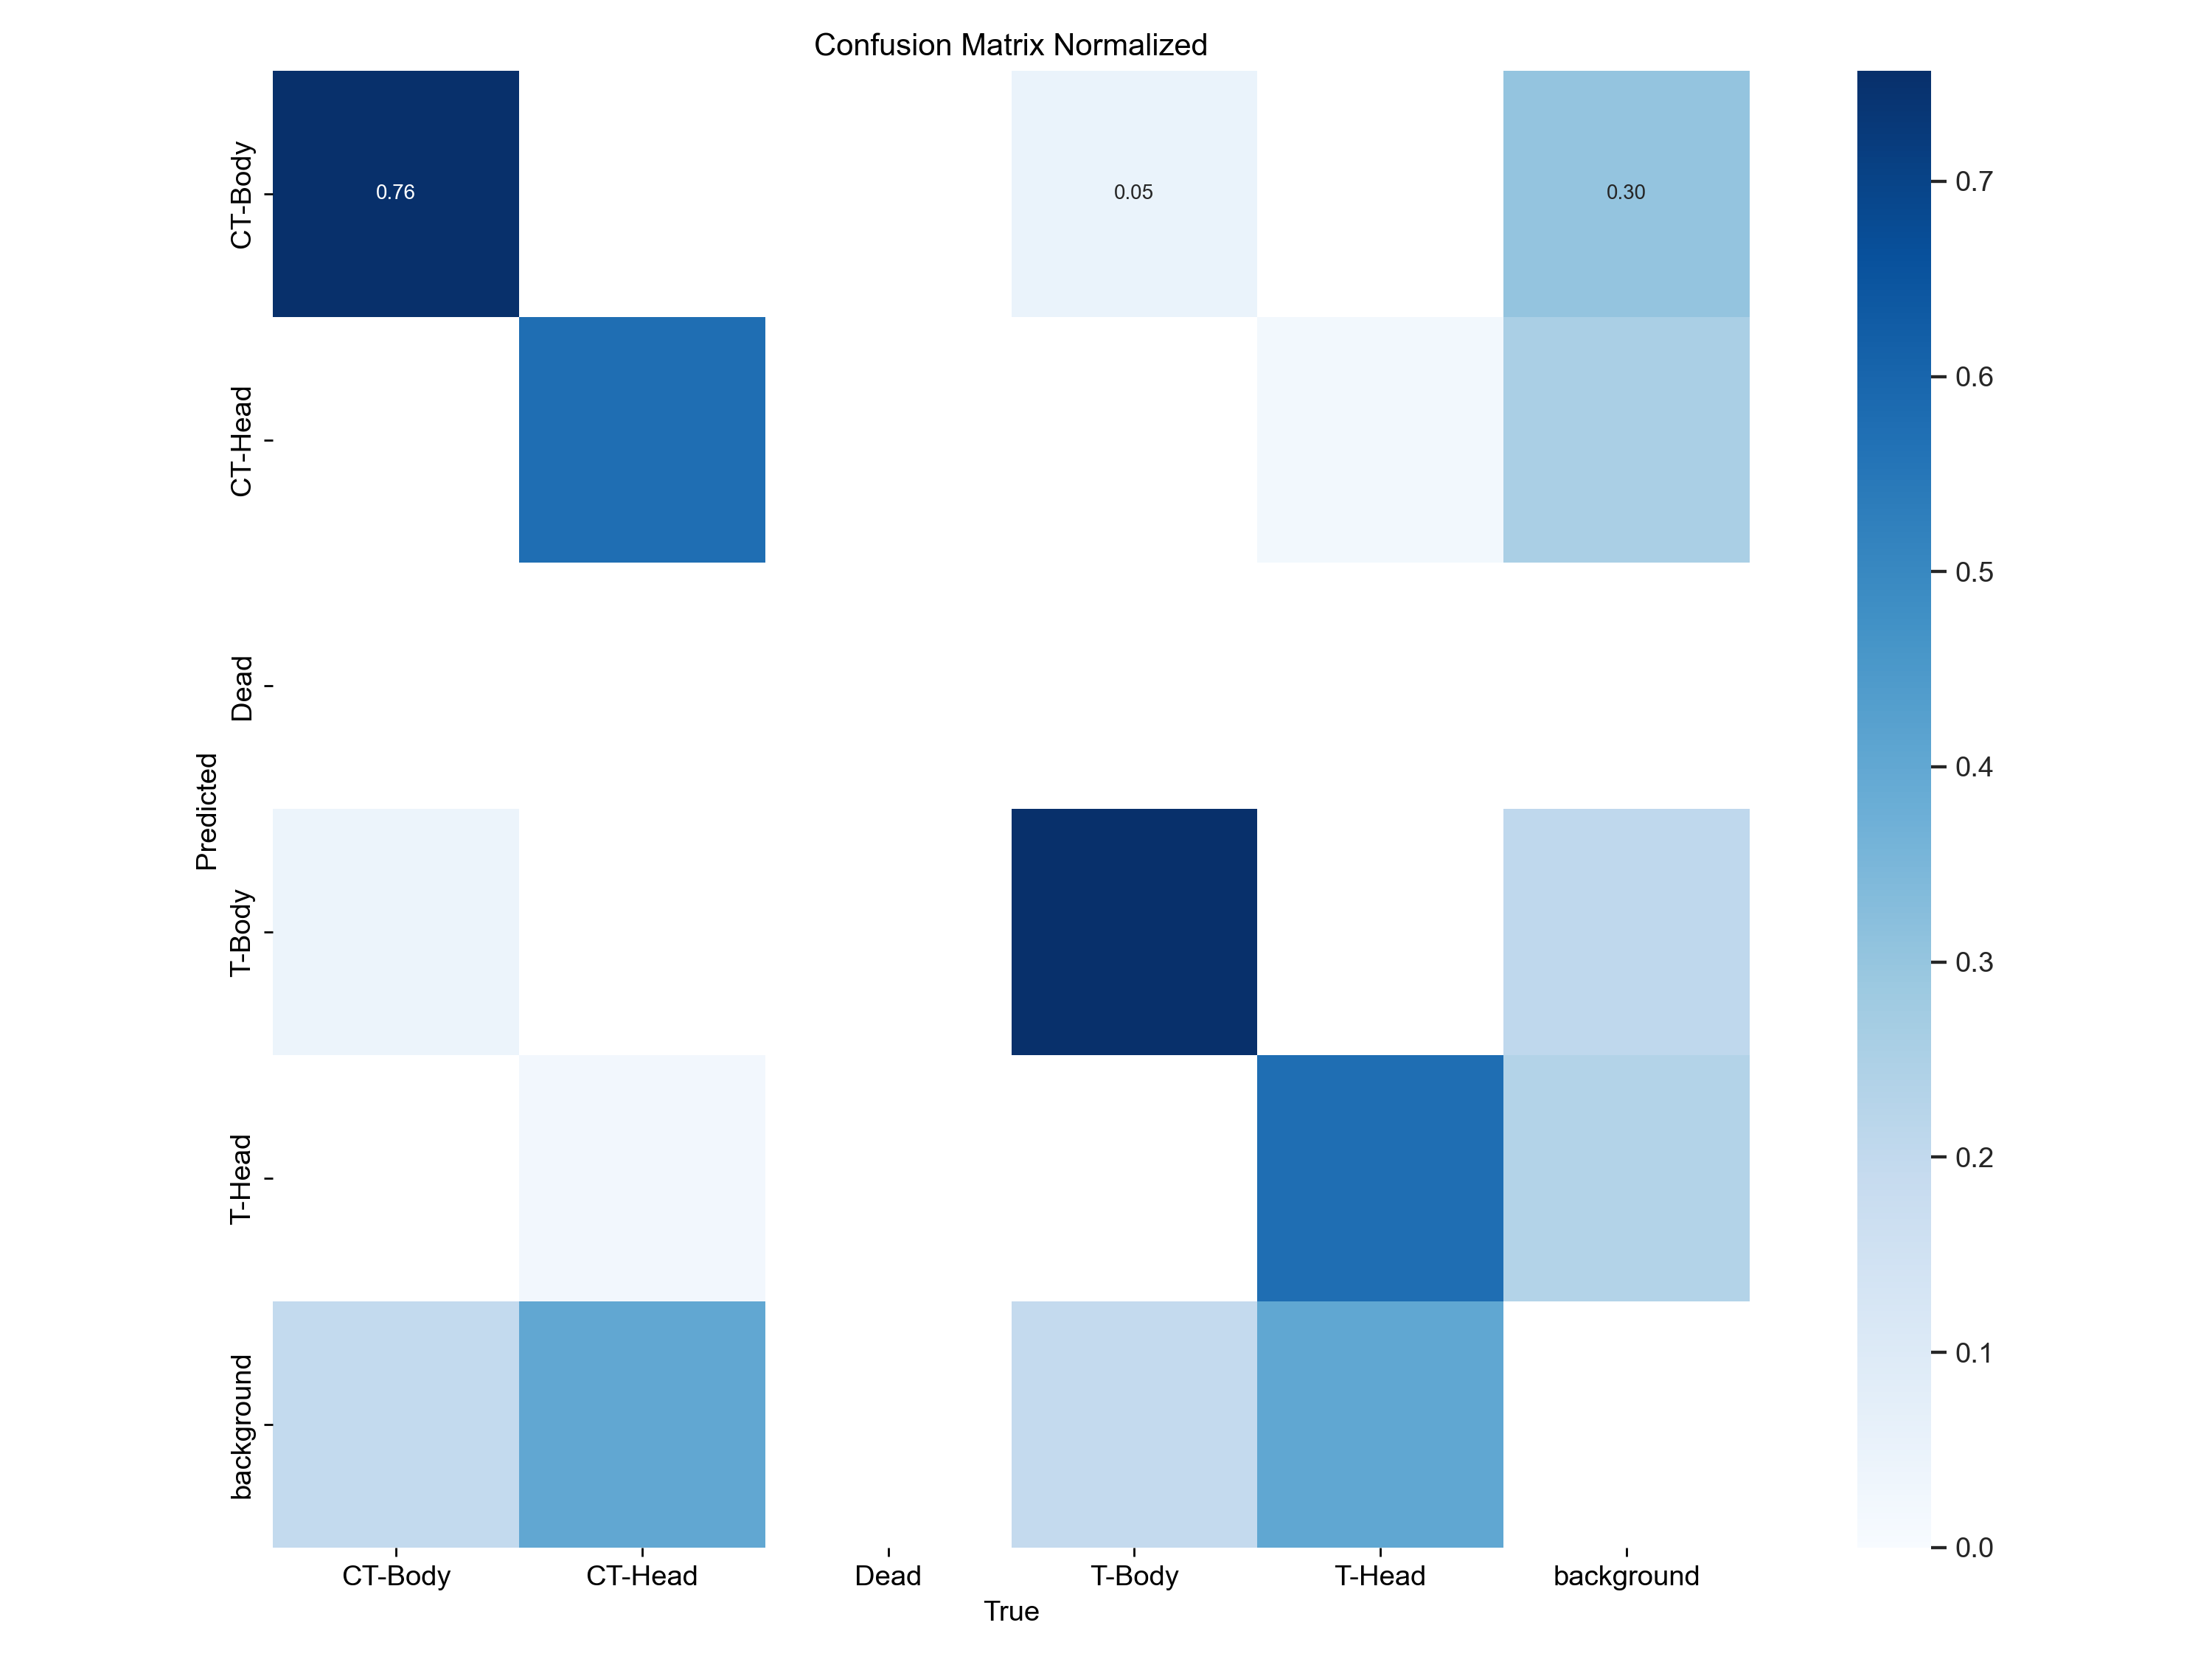 Confusion Matrix Normalized
CT-Body
0.76
0.05
0.30
CT-Head
Dead
T-Body
T-Head
background
Predicted
CT-Body
CT-Head
Dead
T-Body
T-Head
background
True
0.7
0.6
0.5
0.4
0.3
0.2
0.1
0.0